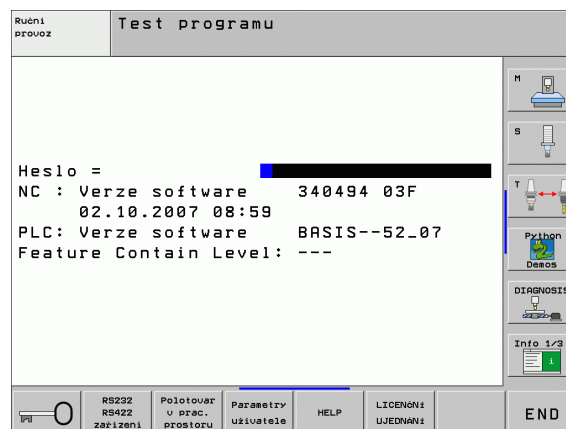 Ruční
provoz
Test programu
M
S
T
Heslo =
NC : Verze software 340494 03F
02.10.2007 08:59
PLC: Verze software BASIS--52_07
Feature Contain Level: ---
Python
Demos
DIAGNOSIS
Info 1/3
i
RS232
RS422
zařízeni
Polotovar
v prac.
prostoru
Parametry
uživatele
HELP
LICENČNí
UJEDNÁNí
END